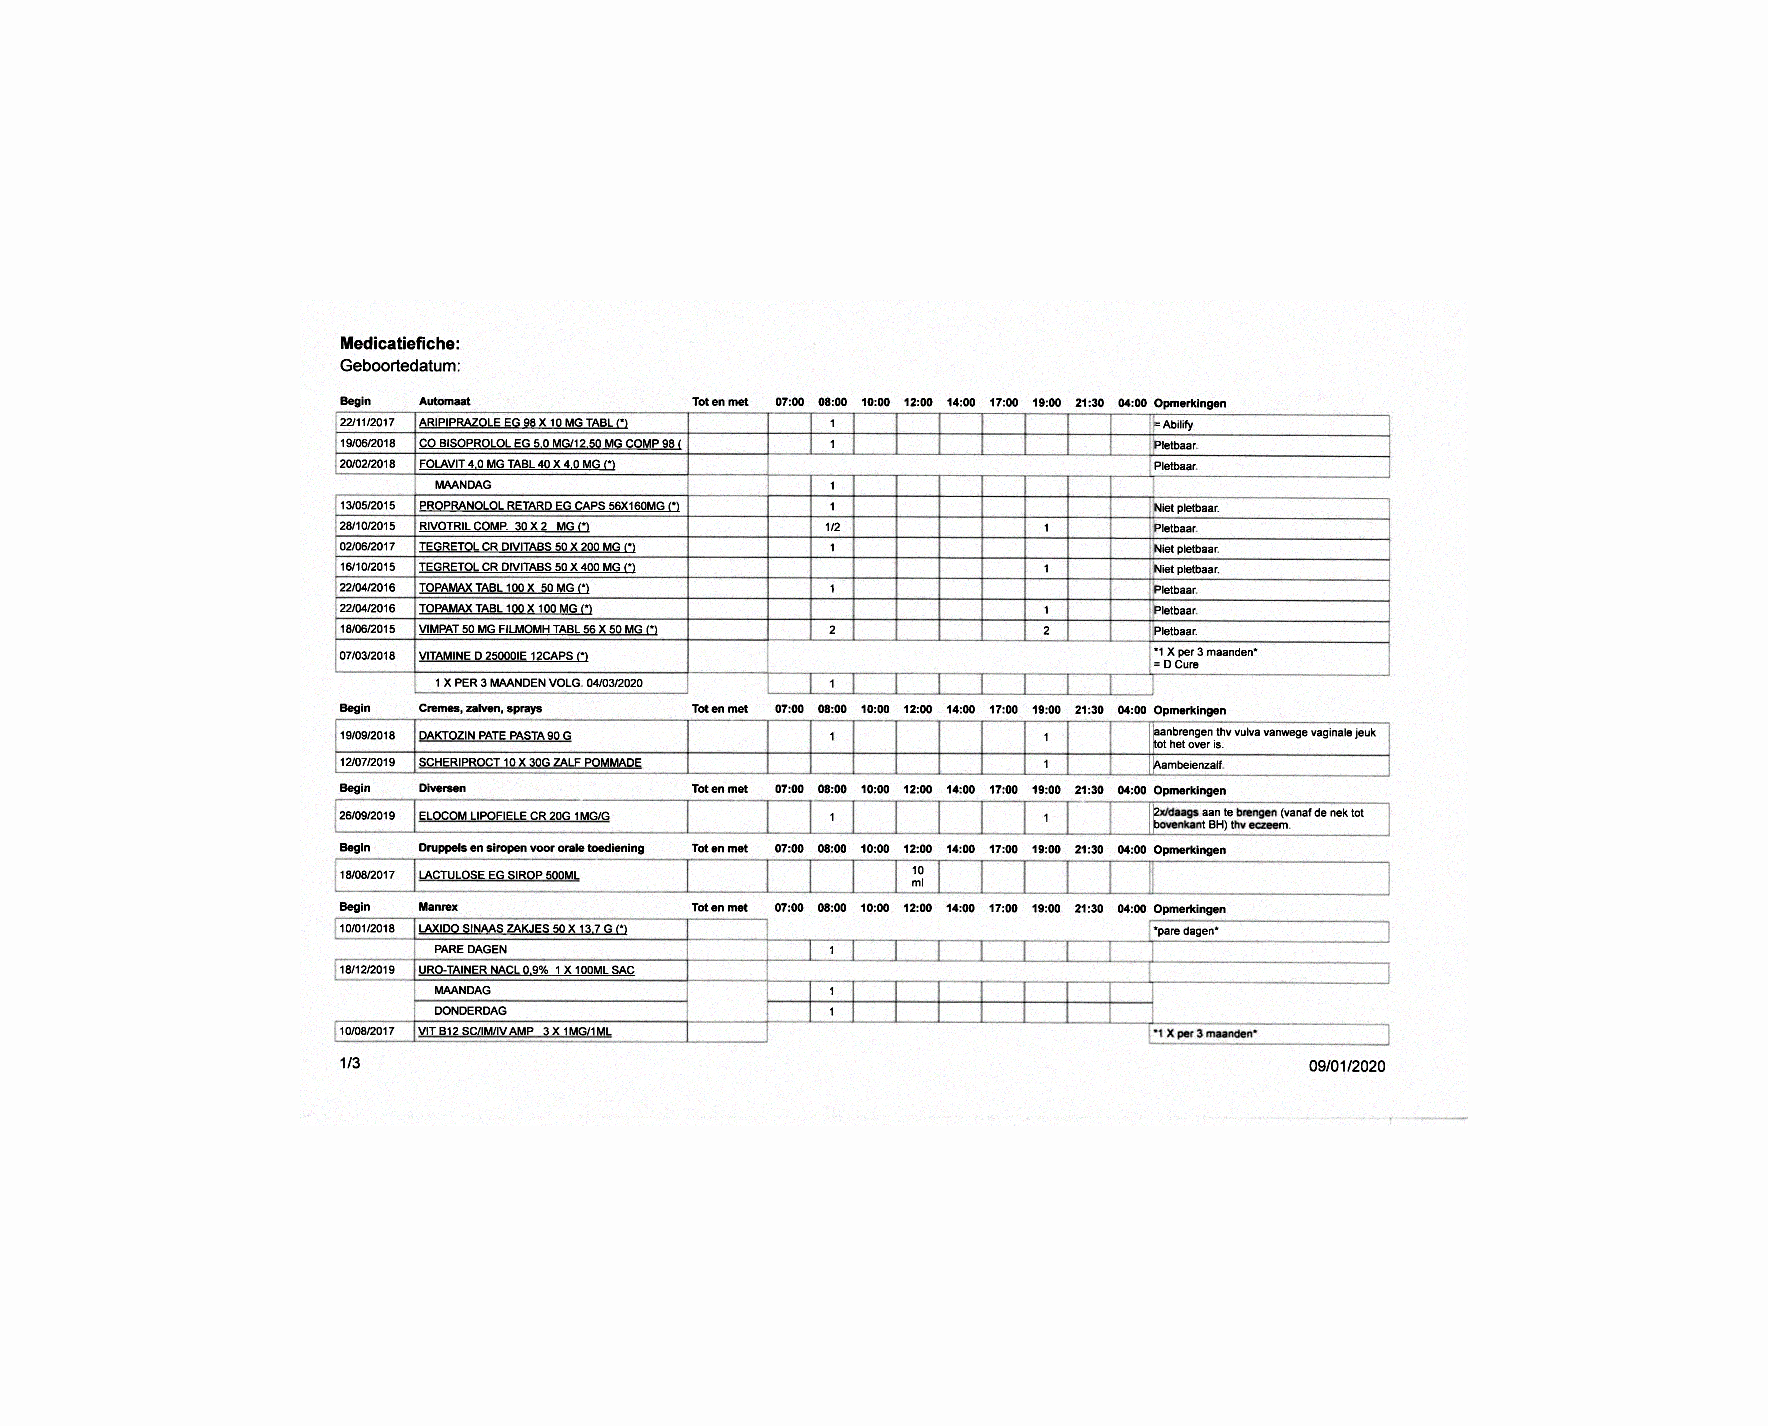 Medicatiefiche:
Geboortedatum:
Begin Automaat Tot en met 07:00 08:00 10:00 12:00 14:00 17:00 19:00 21:30 04:00 Opmerkingen
22/11/2017 ARIPIPRAZOLE EG 98 X 10 MG TABL (*) 1 = Abilify
19/06/2018 CO BISOPROLOL EG 5,0 MG/12,50 MG COMP 98 ( 1 Pletbaar.
20/02/2018 FOLAVIT 4,0 MG TABL 40 X 4,0 MG (*) Pletbaar.
MAANDAG 1
13/05/2015 PROPRANOLOL RETARD EG CAPS 56X160MG (*) 1 Niet pletbaar.
28/10/2015 RIVOTRIL COMP. 30 X 2 MG (*) 1/2 1 Pletbaar.
02/06/2017 TEGRETOL CR DIVITABS 50 X 200 MG (*) 1 Niet pletbaar.
16/10/2015 TEGRETOL CR DIVITABS 50 X 400 MG (*) 1 Niet pletbaar.
22/04/2016 TOPAMAX TABL 100 X 50 MG (*) 1 Pletbaar.
22/04/2016 TOPAMAX TABL 100 X 100 MG (*) 1 Pletbaar.
18/06/2015 VIMPAT 50 MG FILMOMH TABL 56 X 50 MG (*) 2 2 Pletbaar.
07/03/2018 VITAMINE D 25000IE 12CAPS (*) *1 X per 3 maanden*
= D Cure
1 X PER 3 MAANDEN VOLG. 04/03/2020 1
Begin Cremes, zalven, sprays Tot en met 07:00 08:00 10:00 12:00 14:00 17:00 19:00 21:30 04:00 Opmerkingen
19/09/2018 DAKTOZIN PATE PASTA 90 G 1 1 aanbrengen thv vulva vanwege vaginale jeuk
tot het over is.
12/07/2019 SCHERIPROCT 10 X 30G ZALF POMMADE 1 Aambeienzalf.
Begin Diversen Tot en met 07:00 08:00 10:00 12:00 14:00 17:00 19:00 21:30 04:00 Opmerkingen
26/09/2019 ELOCOM LIPOFIELE CR 20G 1MG/G 1 1 2x/daags aan te brengen (vanaf de nek tot
bovenkant BH) thv eczeem.
Begin Druppels en siropen voor orale toediening Tot en met 07:00 08:00 10:00 12:00 14:00 17:00 19:00 21:30 04:00 Opmerkingen
18/08/2017 LACTULOSE EG SIROP 500ML 10
ml
Begin Manrex Tot en met 07:00 08:00 10:00 12:00 14:00 17:00 19:00 21:30 04:00 Opmerkingen
10/01/2018 LAXIDO SINAAS ZAKJES 50 X 13,7 G (*) *pare dagen*
PARE DAGEN 1
18/12/2019 URO-TAINER NACL 0,9% 1 X 100ML SAC
MAANDAG 1
DONDERDAG 1
10/08/2017 VIT B12 SC/IM/IV AMP 3 X 1MG/1ML *1 X per 3 maanden*
1/3 09/01/2020